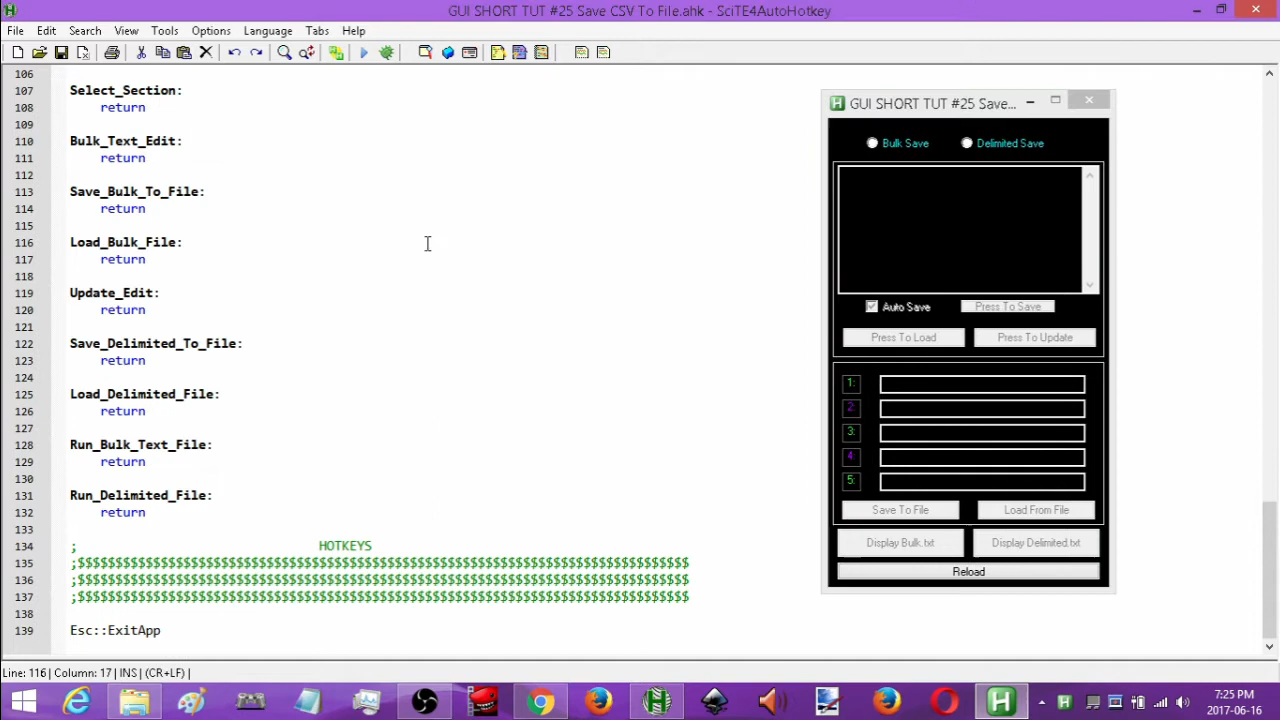 GUI SHORT TUT #25 Save CSV To File.ahk - SciTE4AutoHotkey
File Edit Search View Tools Options Language Tabs Help
106
107 Select_Section:
108 return
109
110 Bulk_Text_Edit:
111 return
112
113 Save_Bulk_To_File:
114 return
115
116 Load_Bulk_File:
117 return
118
119 Update_Edit:
120 return
121
122 Save_Delimited_To_File:
123 return
124
125 Load_Delimited_File:
126 return
127
128 Run_Bulk_Text_File:
129 return
130
131 Run_Delimited_File:
132 return
133
134 ; HOTKEYS
135 ;$$$$$$$$$$$$$$$$$$$$$$$$$$$$$$$$$$$$$$$$$$$$$$$$$$$$$$$$$$$$$$$$$$$$$$$$$$$$$$$$$
136 ;$$$$$$$$$$$$$$$$$$$$$$$$$$$$$$$$$$$$$$$$$$$$$$$$$$$$$$$$$$$$$$$$$$$$$$$$$$$$$$$$$
137 ;$$$$$$$$$$$$$$$$$$$$$$$$$$$$$$$$$$$$$$$$$$$$$$$$$$$$$$$$$$$$$$$$$$$$$$$$$$$$$$$$$
138
139 Esc::ExitApp
GUI SHORT TUT #25 Save...
Bulk Save Delimited Save
Auto Save Press To Save
Press To Load Press To Update
1:
2:
3:
4:
5:
Save To File Load From File
Display Bulk.txt Display Delimited.txt
Reload
Line: 116 | Column: 17 | INS | (CR+LF) |
7:25 PM
2017-06-16